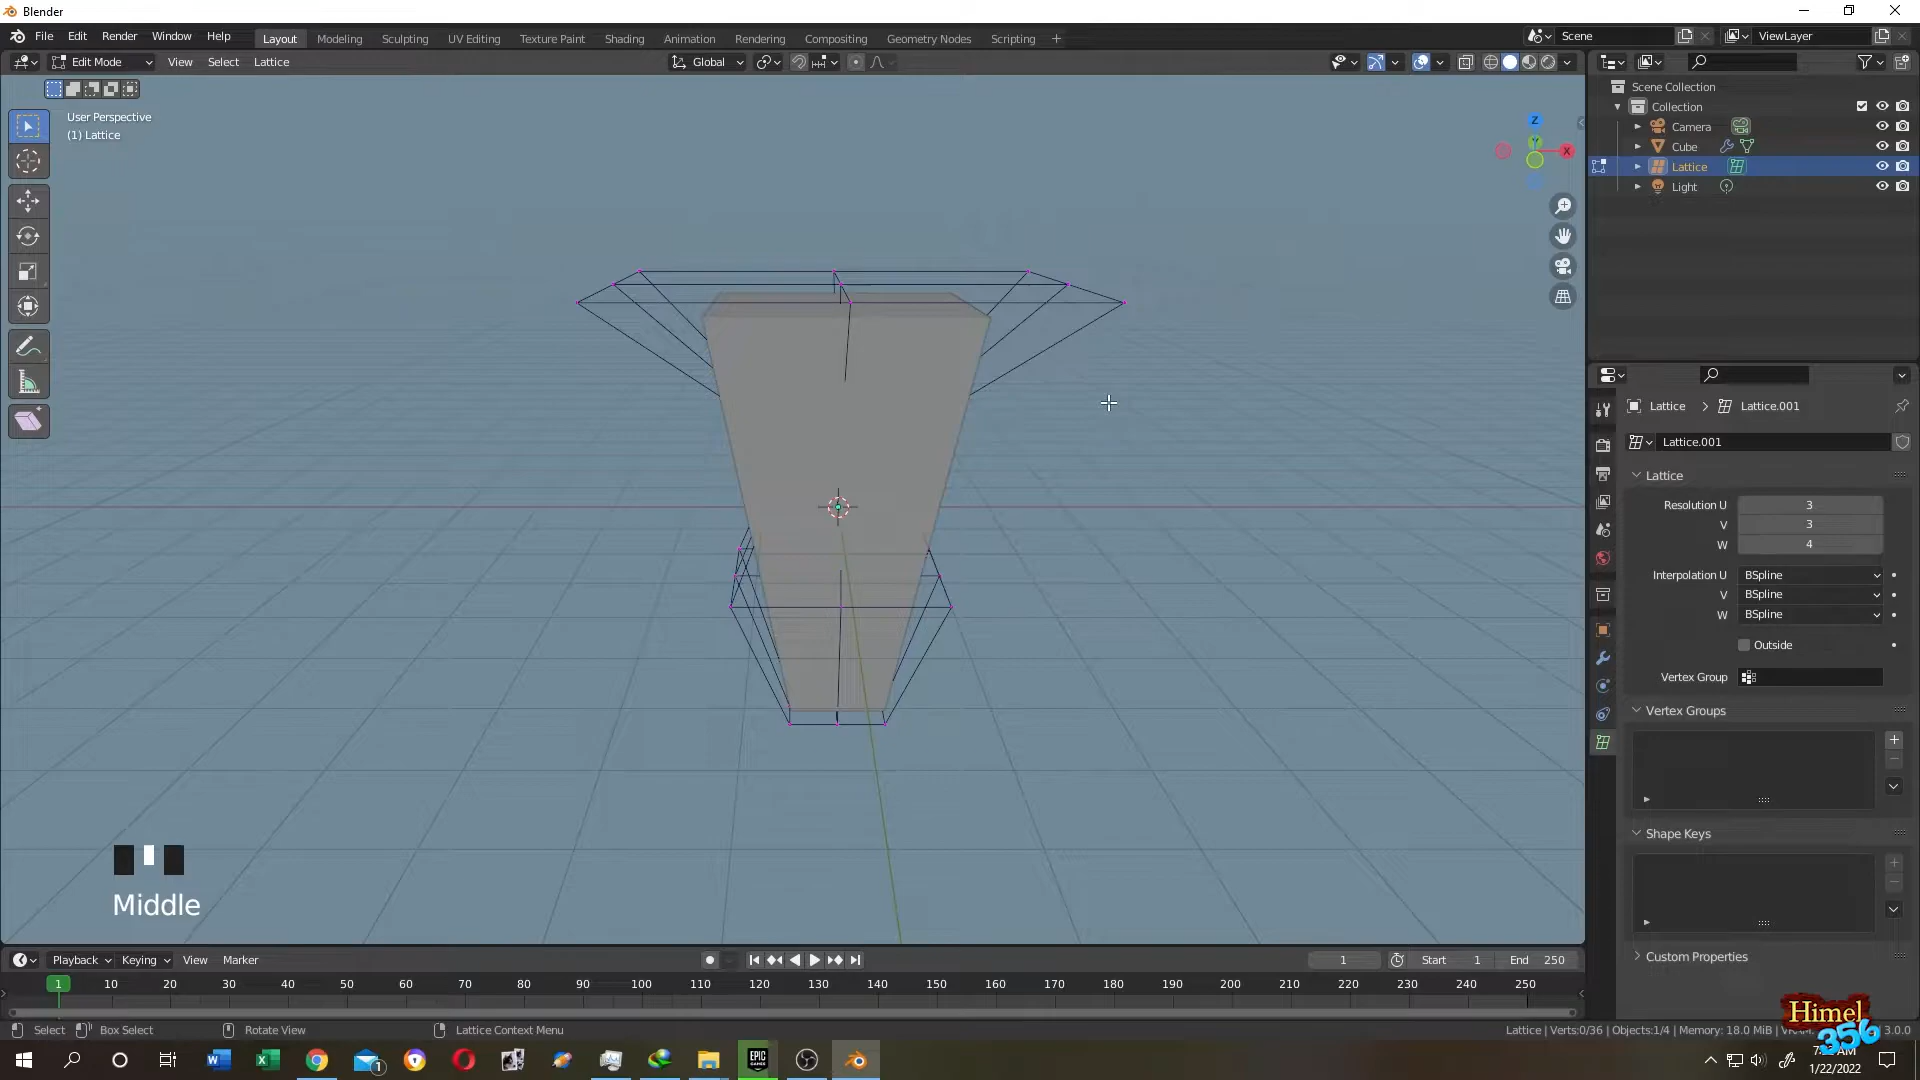 Blender
File Edit Render Window Help Layout Modeling Sculpting UV Editing Texture Paint Shading Animation Rendering Compositing Geometry Nodes Scripting + Scene ViewLayer
Edit Mode View Select Lattice Global
User Perspective
(1) Lattice
Z
Y
X
Scene Collection
Collection
Camera
Cube
Lattice
Light
Lattice > Lattice.001
Lattice.001
Lattice
Resolution U 3
V 3
W 4
Interpolation U BSpline
V BSpline
W BSpline
Outside
Vertex Group
Vertex Groups
Shape Keys
Custom Properties
Middle
Playback Keying View Marker 1 Start 1 End 250
1 10 20 30 40 50 60 70 80 90 100 110 120 130 140 150 160 170 180 190 200 210 220 230 240 250
Select Box Select Rotate View Lattice Context Menu Lattice | Verts:0/36 | Objects:1/4 | Memory: 18.0 MiB | 3.0.0
Himel
356
EPIC
GAMES
1
AM
1/22/2022